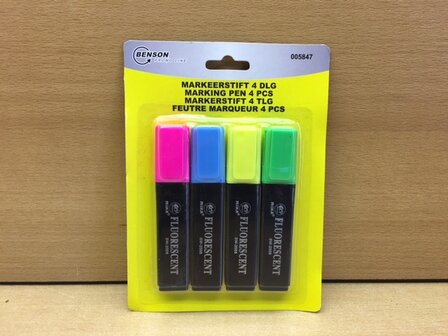 BENSON
005847
MARKEERSTIFT 4 DLG
MARKING PEN 4 PCS
MARKERSTIFT 4 TLG
FEUTRE MARQUEUR 4 PCS
FLUORESCENT
FLUORESCENT
FLUORESCENT
FLUORESCENT